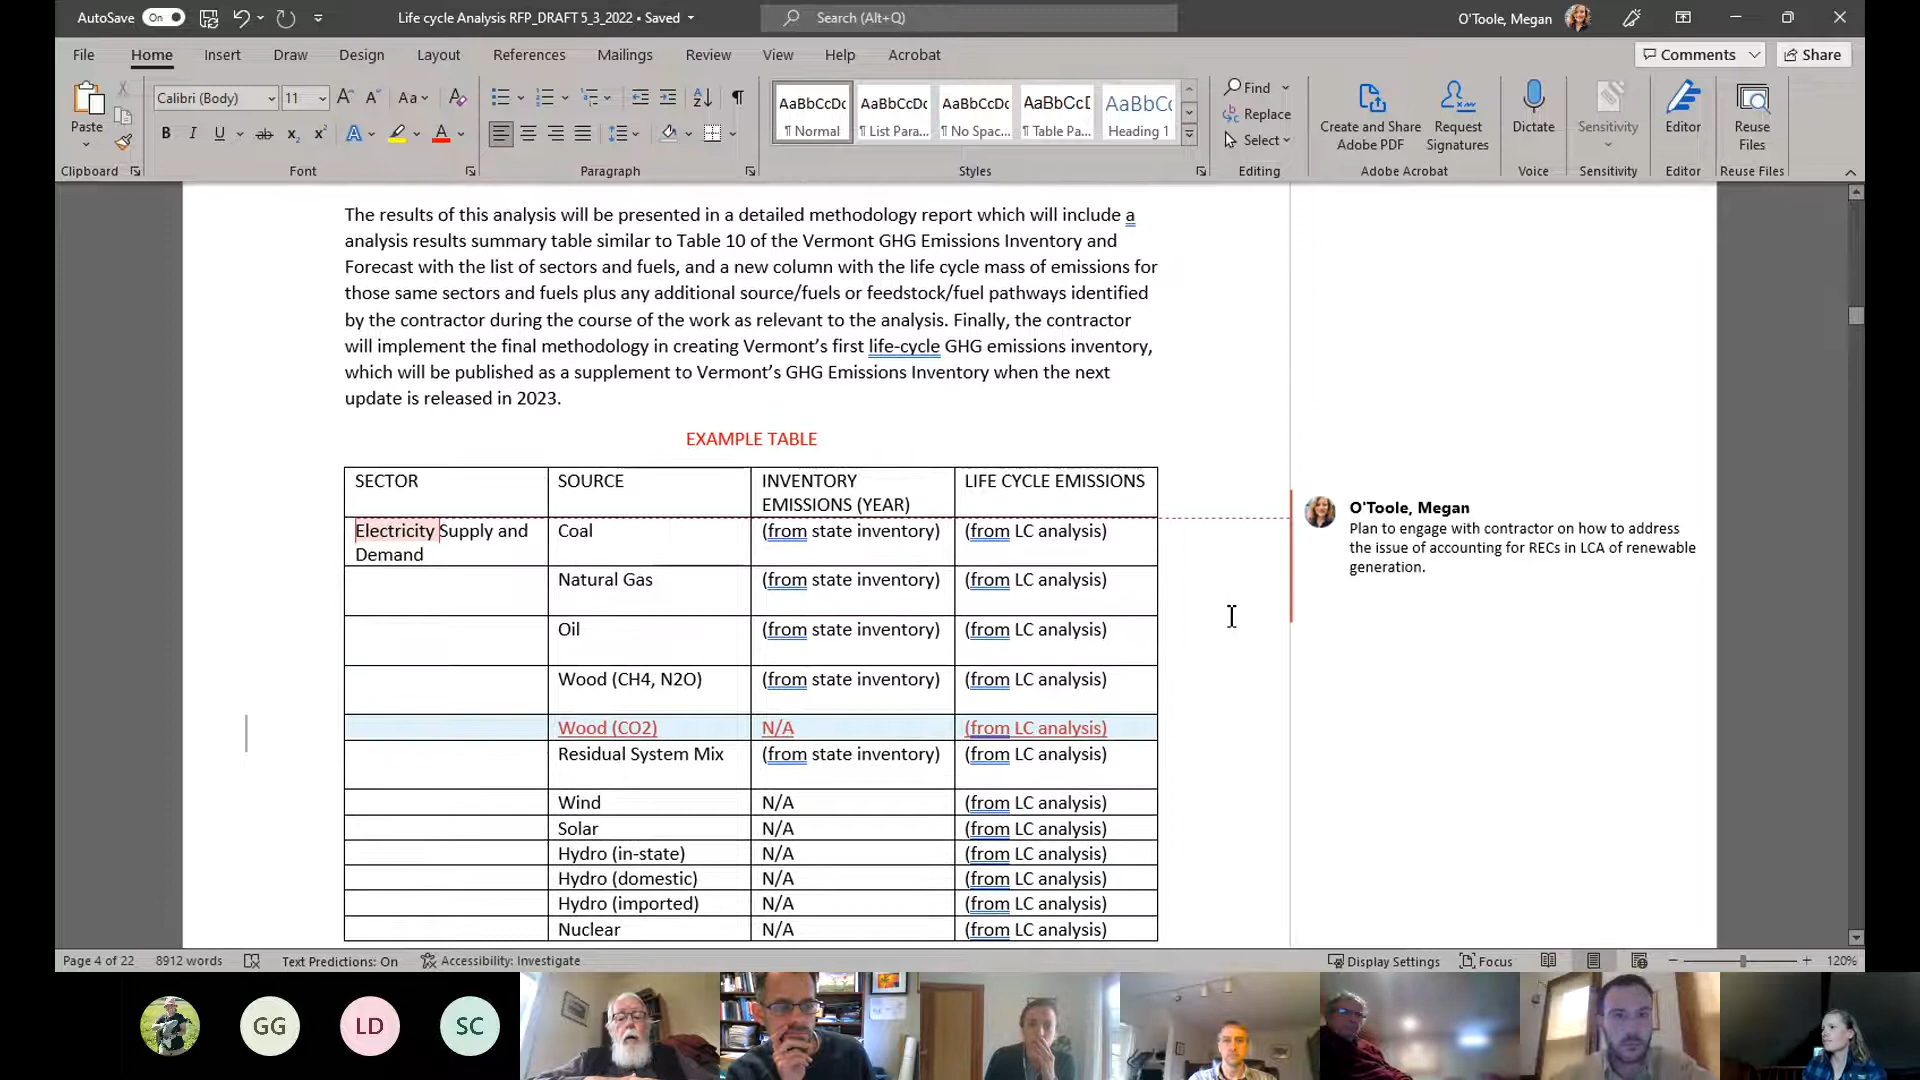 AutoSave On Life cycle Analysis RFP_DRAFT 5_3_2022 • Saved Search (Alt+Q) O'Toole, Megan
File Home Insert Draw Design Layout References Mailings Review View Help Acrobat Comments Share
Paste
Calibri (Body) 11 Aa
AaBbCcDc AaBbCcDc AaBbCcDc AaBbCcD AaBbCc
¶ Normal ¶ List Para... ¶ No Spac... ¶ Table Pa... Heading 1
Find
Replace
Select
Create and Share
Adobe PDF
Request
Signatures
Dictate
Sensitivity
Editor
Reuse
Files
Clipboard Font Paragraph Styles Editing Adobe Acrobat Voice Sensitivity Editor Reuse Files
The results of this analysis will be presented in a detailed methodology report which will include a
analysis results summary table similar to Table 10 of the Vermont GHG Emissions Inventory and
Forecast with the list of sectors and fuels, and a new column with the life cycle mass of emissions for
those same sectors and fuels plus any additional source/fuels or feedstock/fuel pathways identified
by the contractor during the course of the work as relevant to the analysis. Finally, the contractor
will implement the final methodology in creating Vermont's first life-cycle GHG emissions inventory,
which will be published as a supplement to Vermont's GHG Emissions Inventory when the next
update is released in 2023.
EXAMPLE TABLE
SECTOR SOURCE INVENTORY EMISSIONS (YEAR) LIFE CYCLE EMISSIONS
Electricity Supply and Demand Coal (from state inventory) (from LC analysis)
Natural Gas (from state inventory) (from LC analysis)
Oil (from state inventory) (from LC analysis)
Wood (CH4, N2O) (from state inventory) (from LC analysis)
Wood (CO2) N/A (from LC analysis)
Residual System Mix (from state inventory) (from LC analysis)
Wind N/A (from LC analysis)
Solar N/A (from LC analysis)
Hydro (in-state) N/A (from LC analysis)
Hydro (domestic) N/A (from LC analysis)
Hydro (imported) N/A (from LC analysis)
Nuclear N/A (from LC analysis)
O'Toole, Megan
Plan to engage with contractor on how to address
the issue of accounting for RECs in LCA of renewable
generation.
Page 4 of 22 8912 words Text Predictions: On Accessibility: Investigate Display Settings Focus 120%
GG LD SC